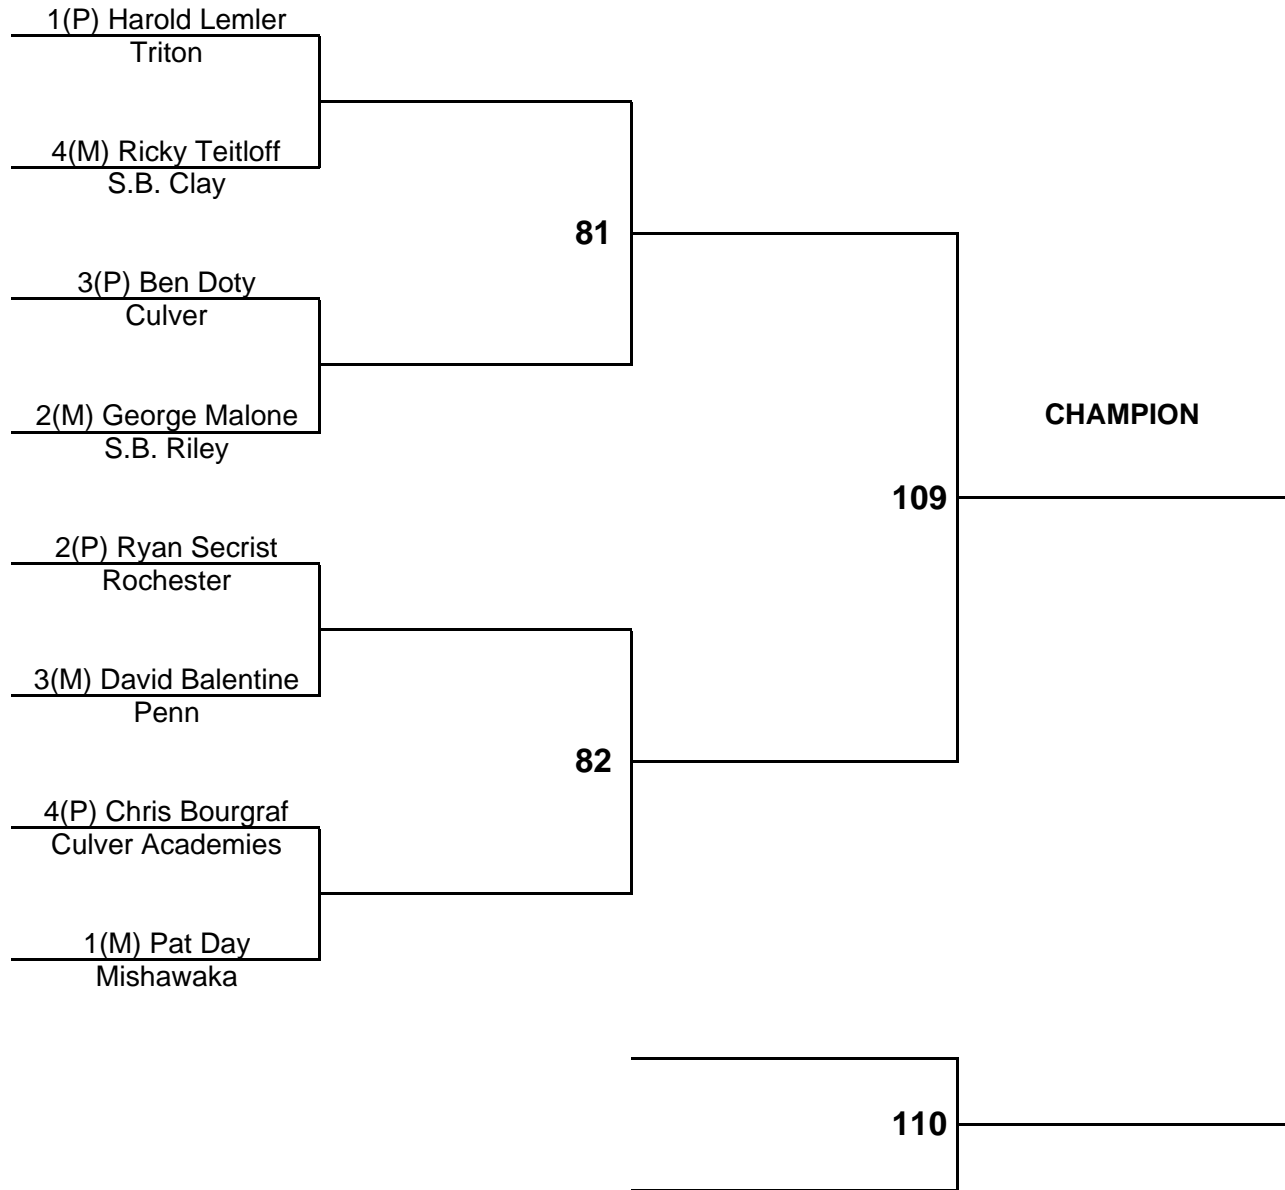 1(P) Harold Lemler
Triton
4(M) Ricky Teitloff
S.B. Clay
81
3(P) Ben Doty
Culver
2(M) George Malone
S.B. Riley
CHAMPION
109
2(P) Ryan Secrist
Rochester
3(M) David Balentine
Penn
82
4(P) Chris Bourgraf
Culver Academies
1(M) Pat Day
Mishawaka
110